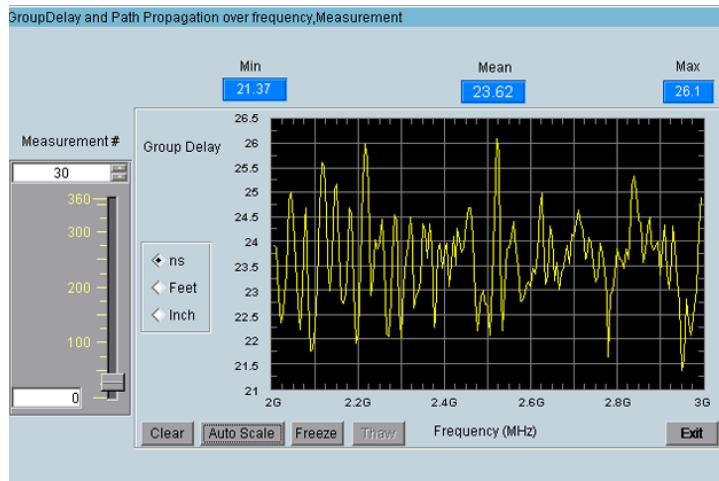 GroupDelay and Path Propagation over frequency,Measurement
Min
Mean
Max
21.37
23.62
26.1
Measurement #
30
360
300
200
100
0
Group Delay
ns
Feet
Inch
26.5
26
25.5
25
24.5
24
23.5
23
22.5
22
21.5
21
2G
2.2G
2.4G
2.6G
2.8G
3G
Clear
Auto Scale
Freeze
Thaw
Frequency (MHz)
Exit